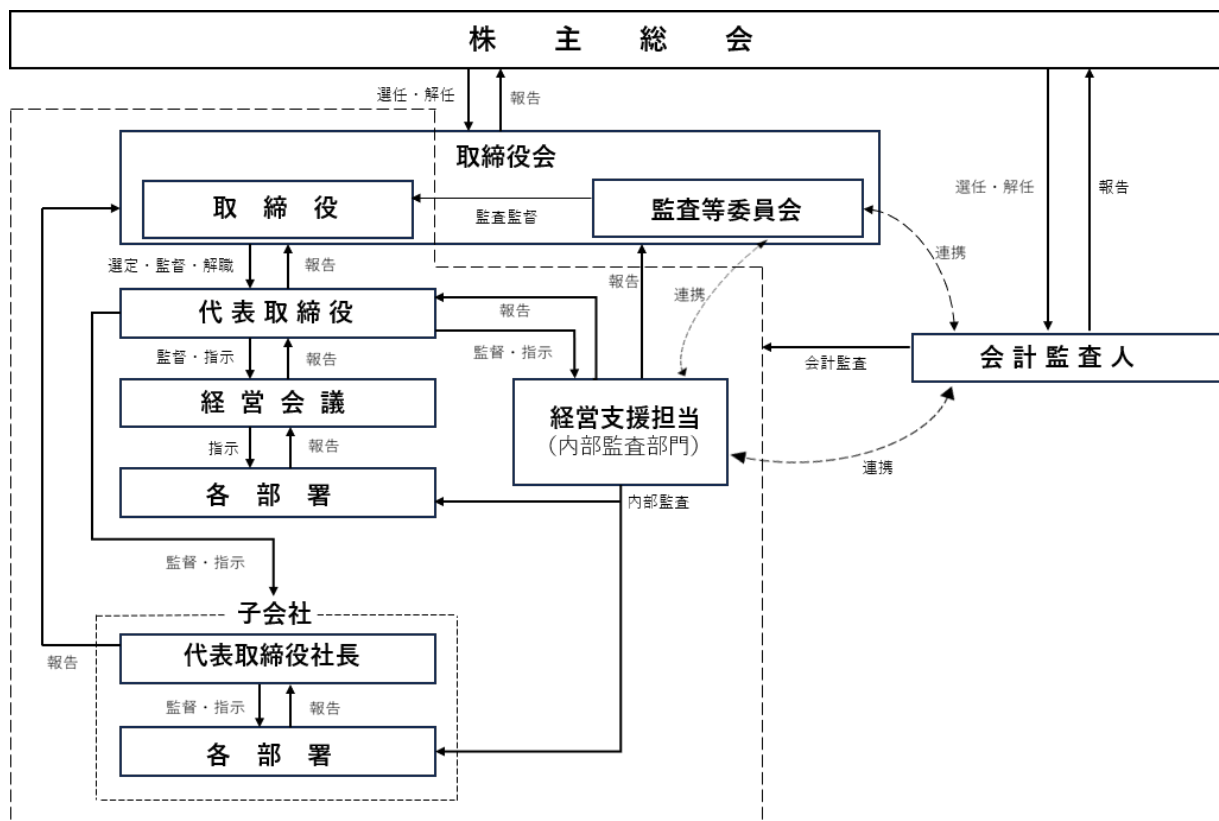 株主総会
選任・解任
報告
取締役会
選任・解任
報告
取締役
監査監督
監査等委員会
連携
選定・監督・解職
報告
報告
連携
代表取締役
報告
監督・指示
報告
監督・指示
会計監査
会計監査人
経営会議
経営支援担当
(内部監査部門)
指示
報告
連携
各部署
内部監査
監督・指示
子会社
代表取締役社長
報告
監督・指示
報告
各部署